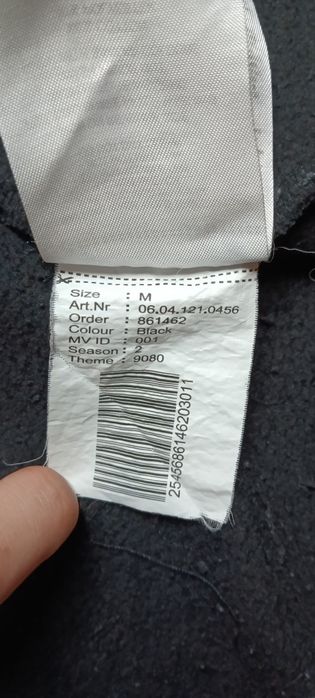 Size : M
Art.Nr : 06.04.121.0456
Order : 861462
Colour : Black
MV ID : 001
Season : 2
Theme : 9080
2545686146203011